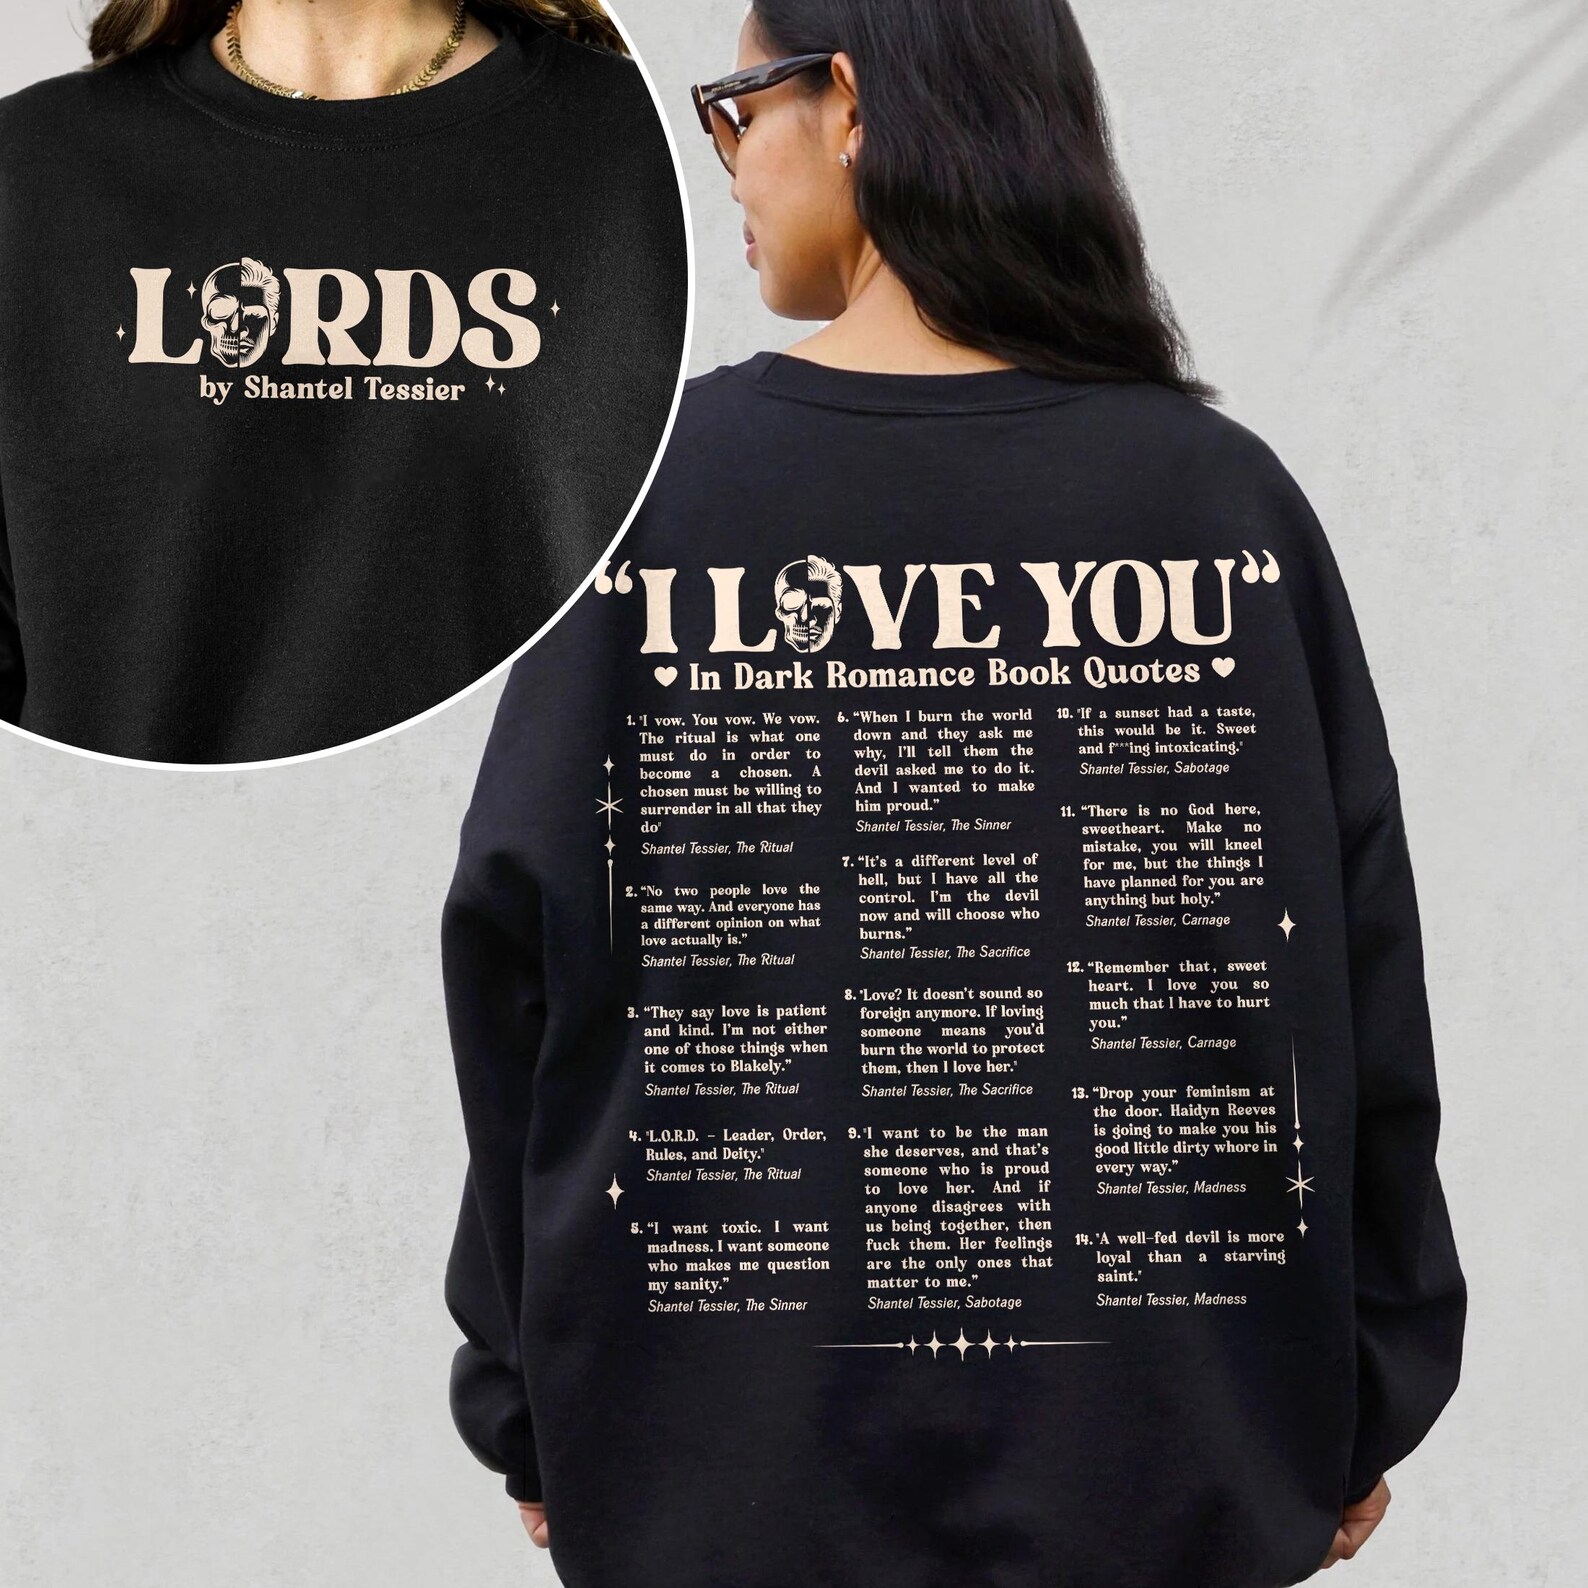 LORDS
by Shantel Tessier
“I LOVE YOU”
In Dark Romance Book Quotes
1. "I vow. You vow. We vow.
The ritual is what one
must do in order to
become a chosen. A
chosen must be willing to
surrender in all that they
do"
Shantel Tessier, The Ritual
2. “No two people love the
same way. And everyone has
a different opinion on what
love actually is.”
Shantel Tessier, The Ritual
3. “They say love is patient
and kind. I'm not either
one of those things when
it comes to Blakely.”
Shantel Tessier, The Ritual
4. "L.O.R.D. – Leader, Order,
Rules, and Deity."
Shantel Tessier, The Ritual
5. “I want toxic. I want
madness. I want someone
who makes me question
my sanity.”
Shantel Tessier, The Sinner
6. “When I burn the world
down and they ask me
why, I'll tell them the
devil asked me to do it.
And I wanted to make
him proud.”
Shantel Tessier, The Sinner
7. “It's a different level of
hell, but I have all the
control. I'm the devil
now and will choose who
burns.”
Shantel Tessier, The Sacrifice
8. "Love? It doesn't sound so
foreign anymore. If loving
someone means you'd
burn the world to protect
them, then I love her."
Shantel Tessier, The Sacrifice
9. "I want to be the man
she deserves, and that's
someone who is proud
to love her. And if
anyone disagrees with
us being together, then
fuck them. Her feelings
are the only ones that
matter to me.”
Shantel Tessier, Sabotage
10. "If a sunset had a taste,
this would be it. Sweet
and f***ing intoxicating."
Shantel Tessier, Sabotage
11. “There is no God here,
sweetheart. Make no
mistake, you will kneel
for me, but the things I
have planned for you are
anything but holy.”
Shantel Tessier, Carnage
12. “Remember that, sweet
heart. I love you so
much that I have to hurt
you.”
Shantel Tessier, Carnage
13. “Drop your feminism at
the door. Haidyn Reeves
is going to make you his
good little dirty whore in
every way.”
Shantel Tessier, Madness
14. "A well-fed devil is more
loyal than a starving
saint."
Shantel Tessier, Madness